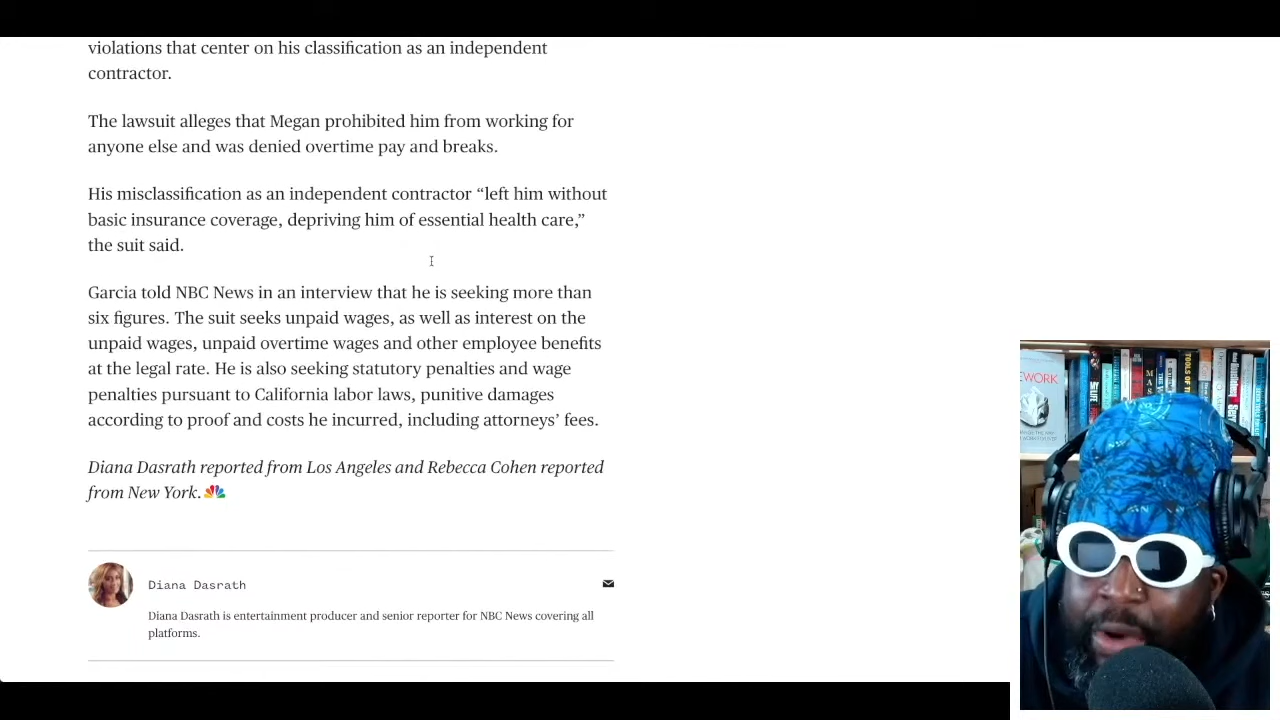 violations that center on his classification as an independent
contractor.
The lawsuit alleges that Megan prohibited him from working for
anyone else and was denied overtime pay and breaks.
His misclassification as an independent contractor “left him without
basic insurance coverage, depriving him of essential health care,”
the suit said.
Garcia told NBC News in an interview that he is seeking more than
six figures. The suit seeks unpaid wages, as well as interest on the
unpaid wages, unpaid overtime wages and other employee benefits
at the legal rate. He is also seeking statutory penalties and wage
penalties pursuant to California labor laws, punitive damages
according to proof and costs he incurred, including attorneys’ fees.
Diana Dasrath reported from Los Angeles and Rebecca Cohen reported
from New York.
Diana Dasrath
Diana Dasrath is entertainment producer and senior reporter for NBC News covering all
platforms.
EWORK
MY LIFE
TOOLS OF